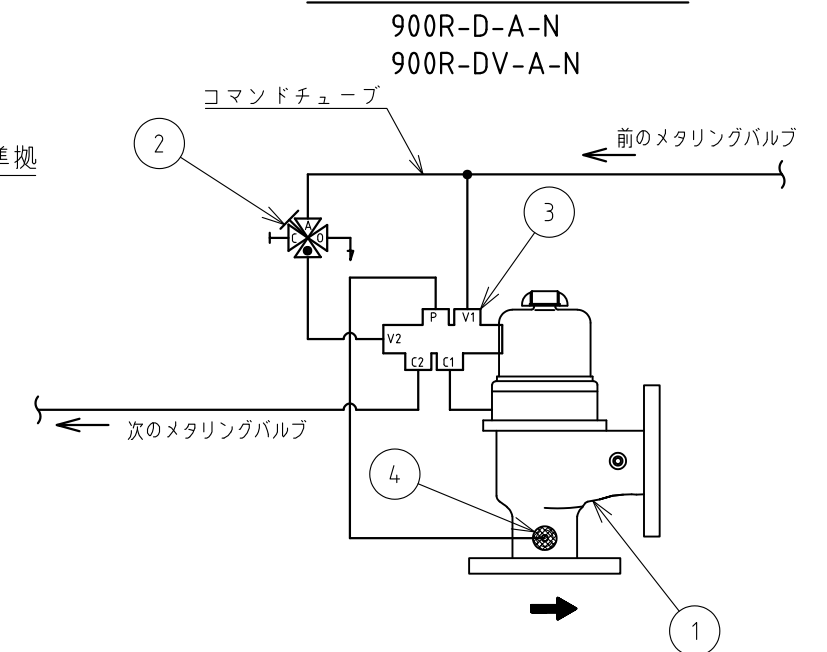 900R-D-A-N
900R-DV-A-N
コマンドチューブ
準拠
2
前のメタリングバルブ
3
A
C
O
P
V1
V2
C2
C1
次のメタリングバルブ
4
1